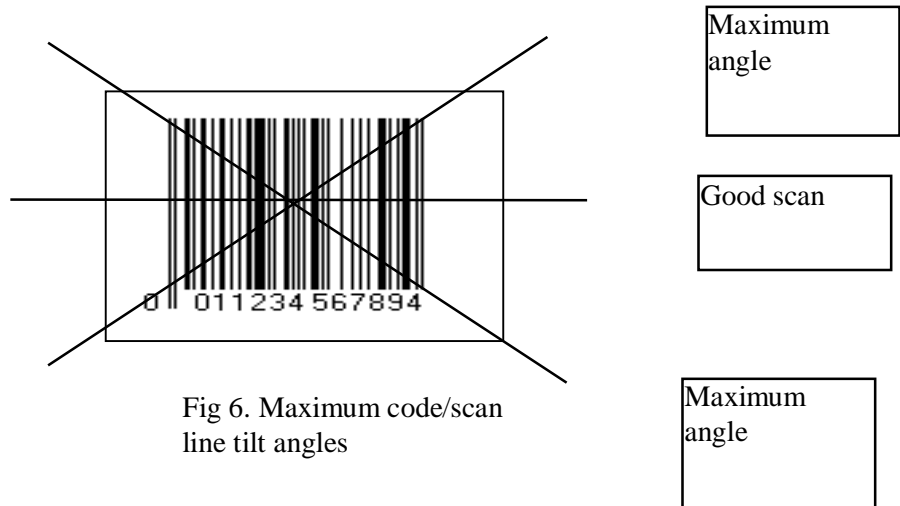 Maximum
angle
Good scan
0 011234 567894
Fig 6. Maximum code/scan
line tilt angles
Maximum
angle